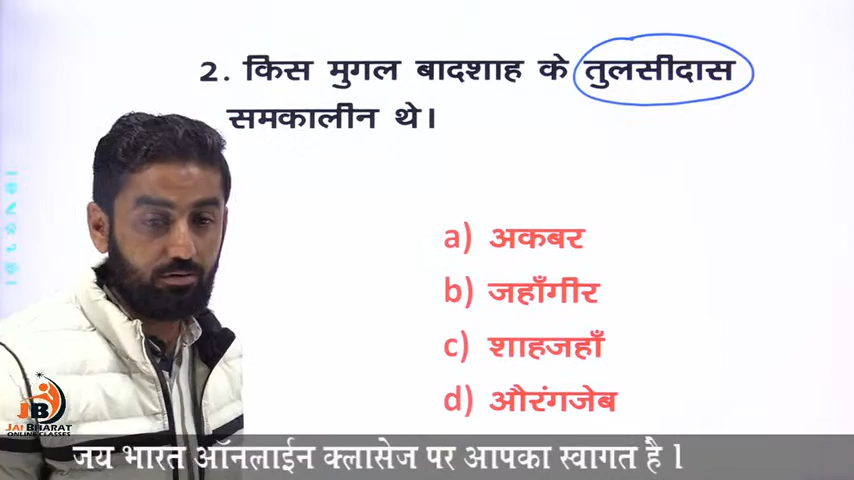 2. किस मुगल बादशाह के तुलसीदास
समकालीन थे।
a) अकबर
b) जहाँगीर
c) शाहजहाँ
d) औरंगजेब
JB
JAI BHARAT
ONLINE CLASSES
जय भारत ऑनलाईन क्लासेज पर आपका स्वागत है l